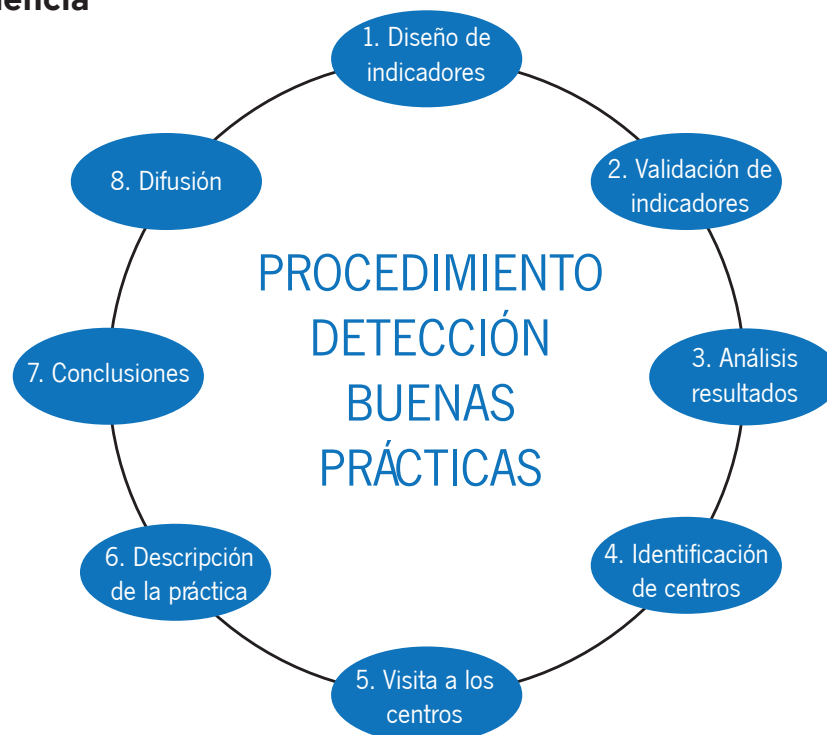 1. Diseño de
indicadores
2. Validación de
indicadores
3. Análisis
resultados
4. Identificación
de centros
5. Visita a los
centros
6. Descripción
de la práctica
7. Conclusiones
8. Difusión
PROCEDIMIENTO
DETECCIÓN
BUENAS
PRÁCTICAS